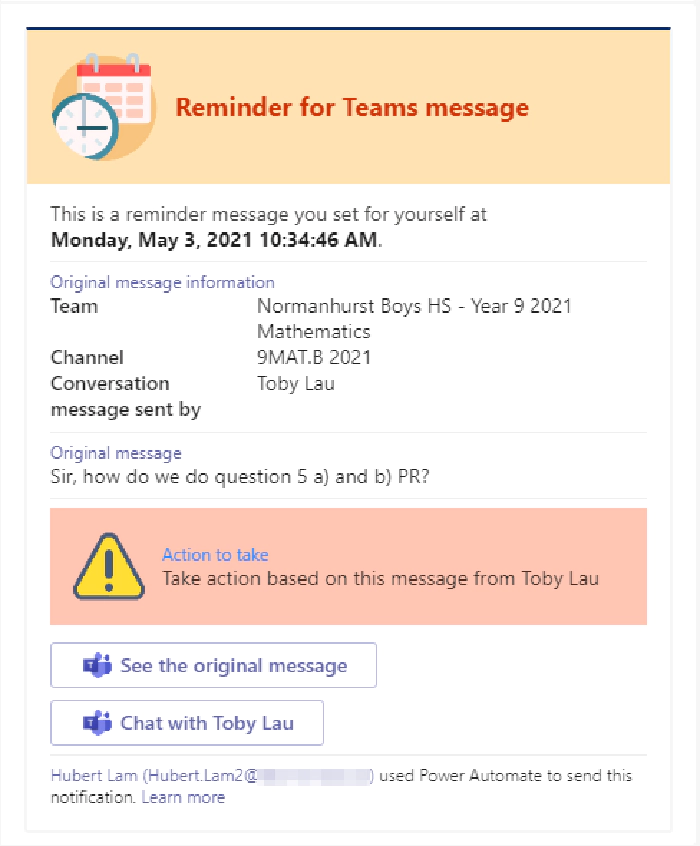 Reminder for Teams message
This is a reminder message you set for yourself at
Monday, May 3, 2021 10:34:46 AM.
Original message information
Team Normanhurst Boys HS - Year 9 2021
Mathematics
Channel 9MAT.B 2021
Conversation Toby Lau
message sent by
Original message
Sir, how do we do question 5 a) and b) PR?
Action to take
Take action based on this message from Toby Lau
See the original message
Chat with Toby Lau
Hubert Lam (Hubert.Lam2@ ) used Power Automate to send this
notification. Learn more